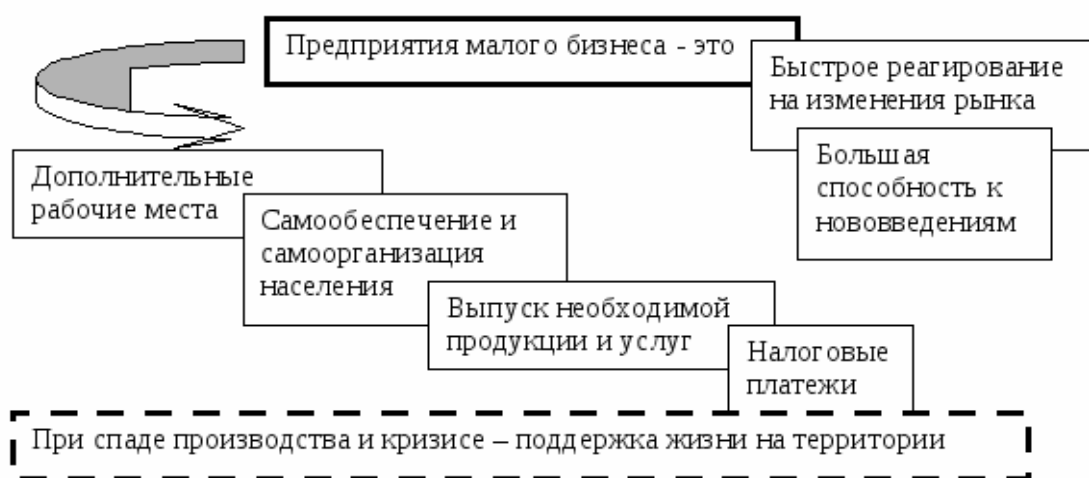 Предприятия малого бизнеса - это
Быстрое реагирование
на изменения рынка
Большая
способность к
нововведениям
Дополнительные
рабочие места
Самообеспечение и
самоорганизация
населения
Выпуск необходимой
продукции и услуг
Налоговые
платежи
При спаде производства и кризисе – поддержка жизни на территории